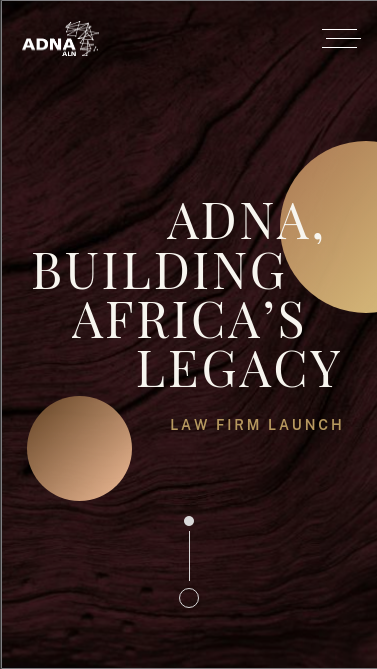 ADNA
ALN
ADNA,
BUILDING
AFRICA’S
LEGACY
LAW FIRM LAUNCH